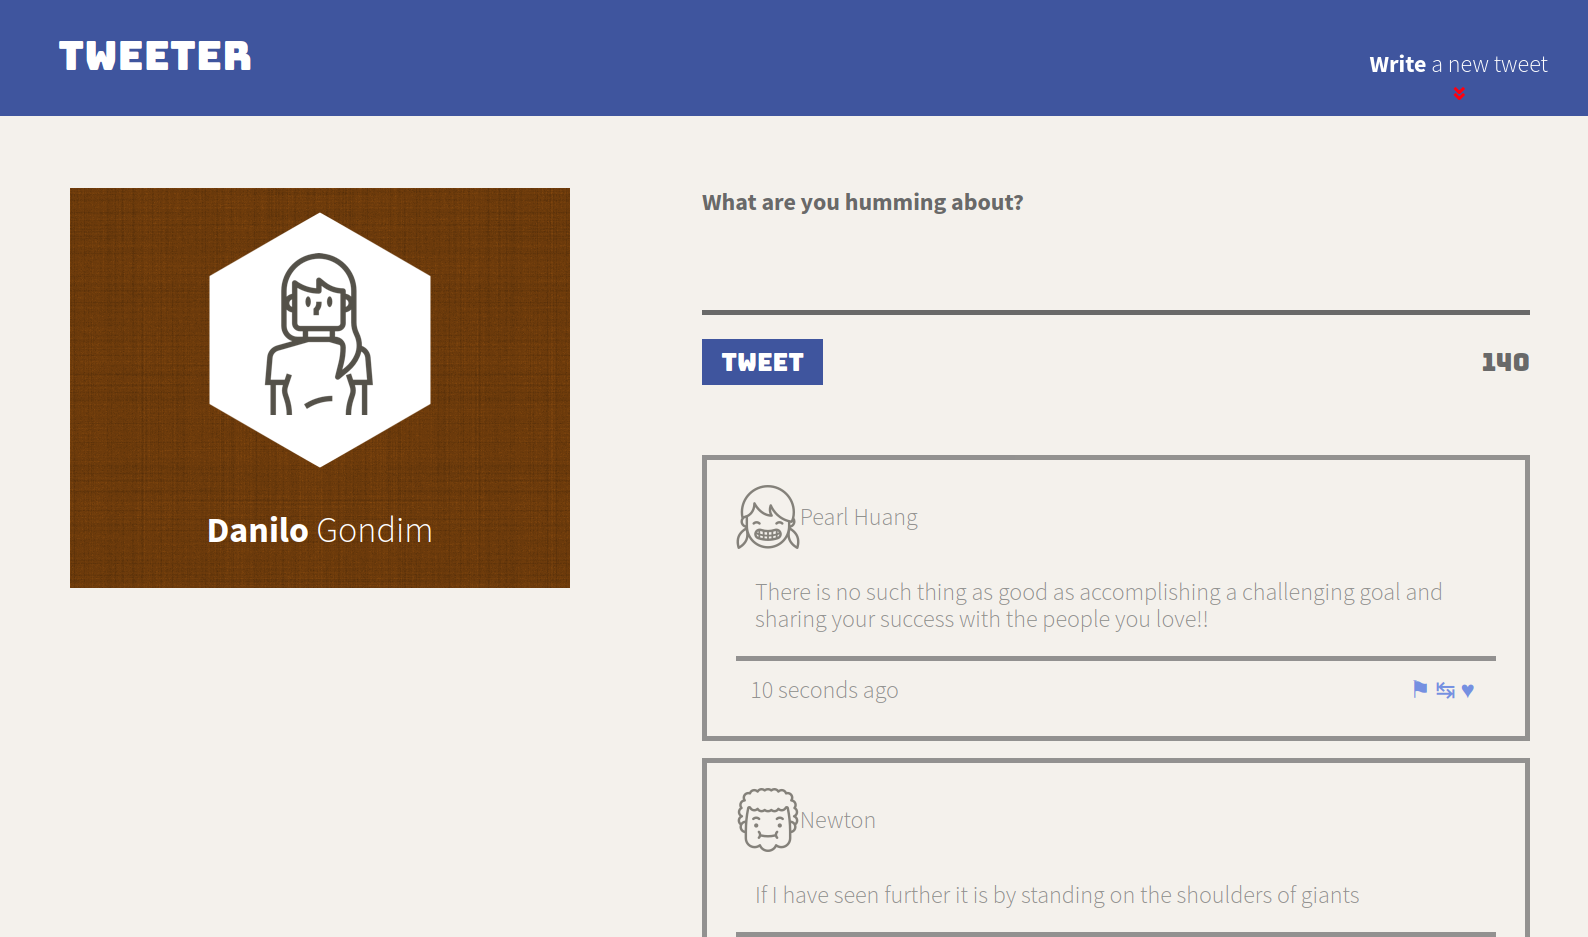 TWEETER
Write a new tweet
Danilo Gondim
What are you humming about?
TWEET
140
Pearl Huang
There is no such thing as good as accomplishing a challenging goal and
sharing your success with the people you love!!
10 seconds ago
Newton
If I have seen further it is by standing on the shoulders of giants